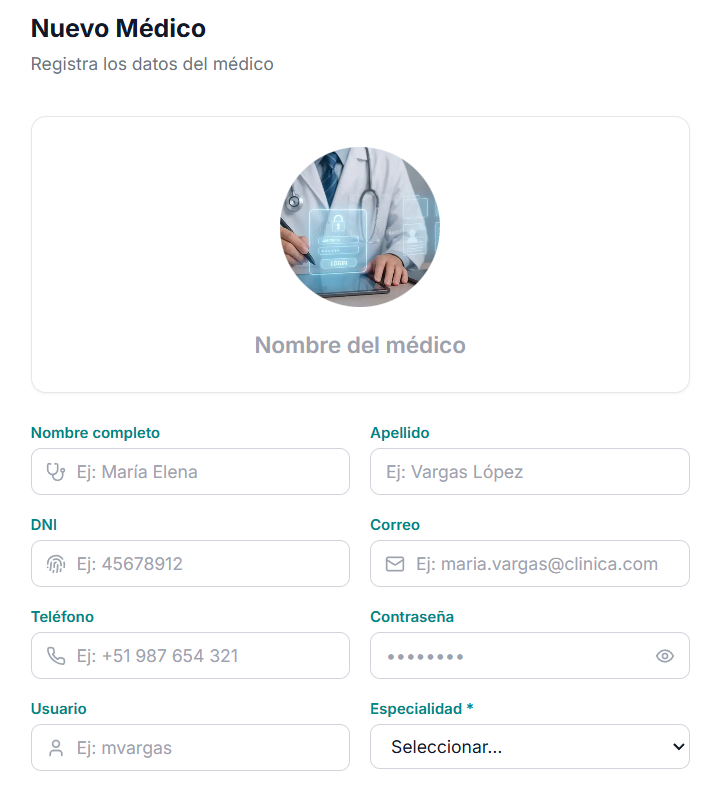 Nuevo Médico
Registra los datos del médico
LOGIN
Nombre del médico
Nombre completo
Apellido
Ej: María Elena
Ej: Vargas López
DNI
Correo
Ej: 45678912
Ej: maria.vargas@clinica.com
Teléfono
Contraseña
Ej: +51 987 654 321
••••••••
Usuario
Especialidad *
Ej: mvargas
Seleccionar...